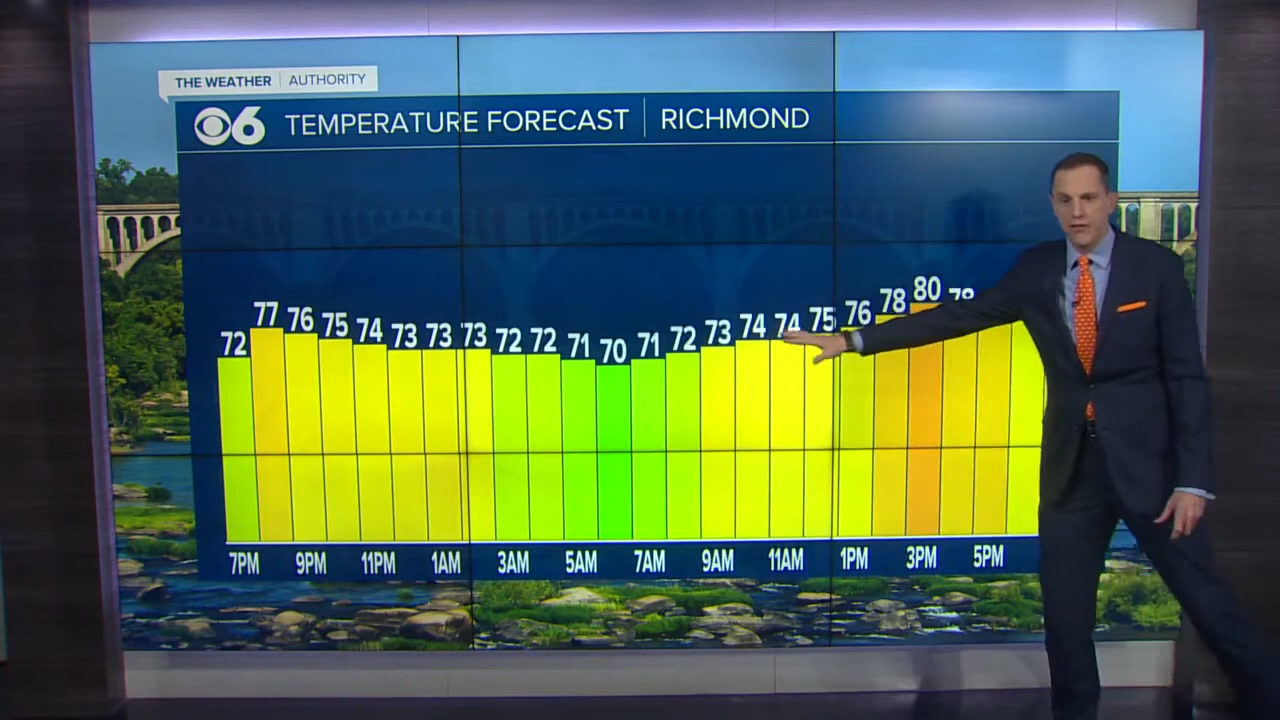 THE WEATHER | AUTHORITY
6 TEMPERATURE FORECAST | RICHMOND
72 77 76 75 74 73 73 73 72 72 71 70 71 72 73 74 74 75 76 78 80 78
7PM 9PM 11PM 1AM 3AM 5AM 7AM 9AM 11AM 1PM 3PM 5PM